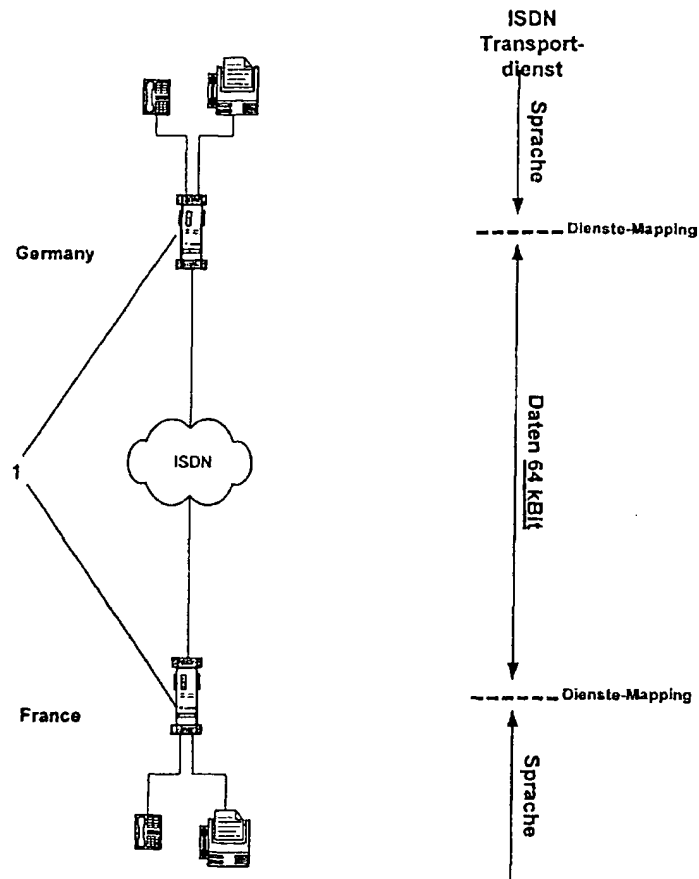 ISDN
Transport-
dienst
Sprache
Dienste-Mapping
Germany
Daten 64 kBit
1
ISDN
Dienste-Mapping
France
Sprache